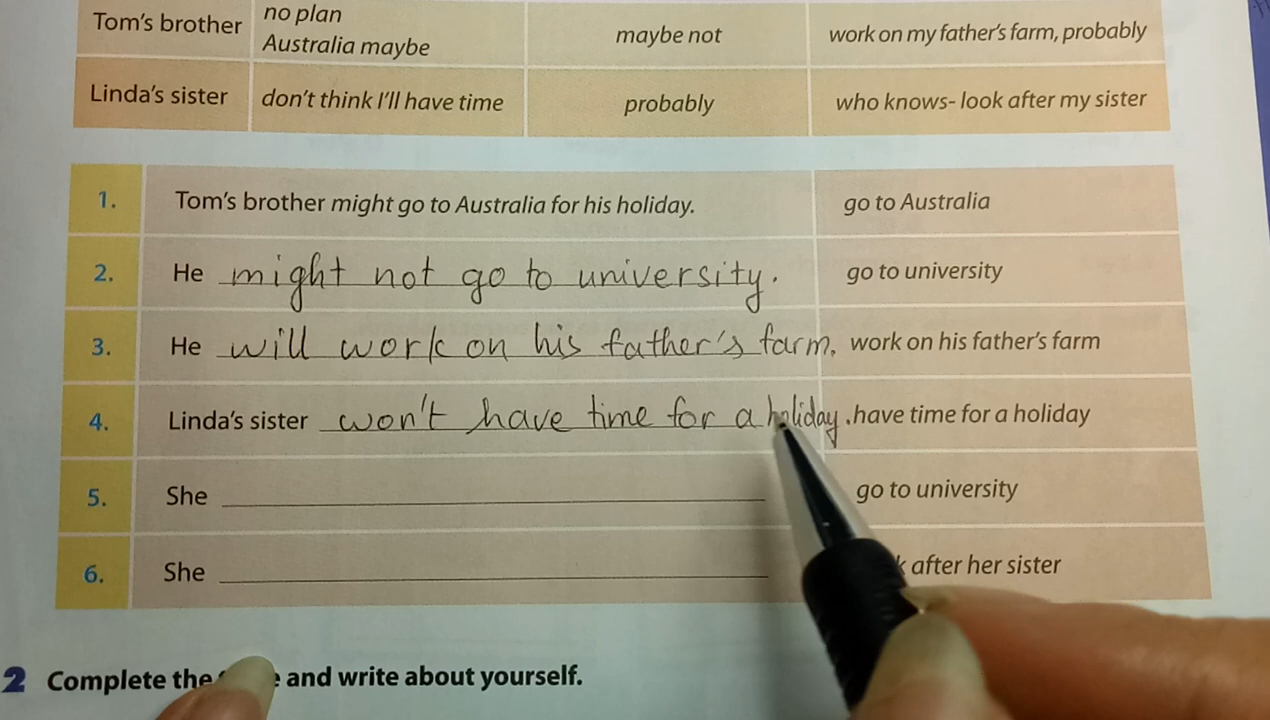 Tom's brother no plan maybe not work on my father's farm, probably
Australia maybe
Linda's sister don't think I'll have time probably who knows- look after my sister
1. Tom's brother might go to Australia for his holiday. go to Australia
2. He might not go to university. go to university
3. He will work on his father's farm. work on his father's farm
4. Linda's sister won't have time for a holiday. have time for a holiday
5. She go to university
6. She after her sister
2 Complete the and write about yourself.